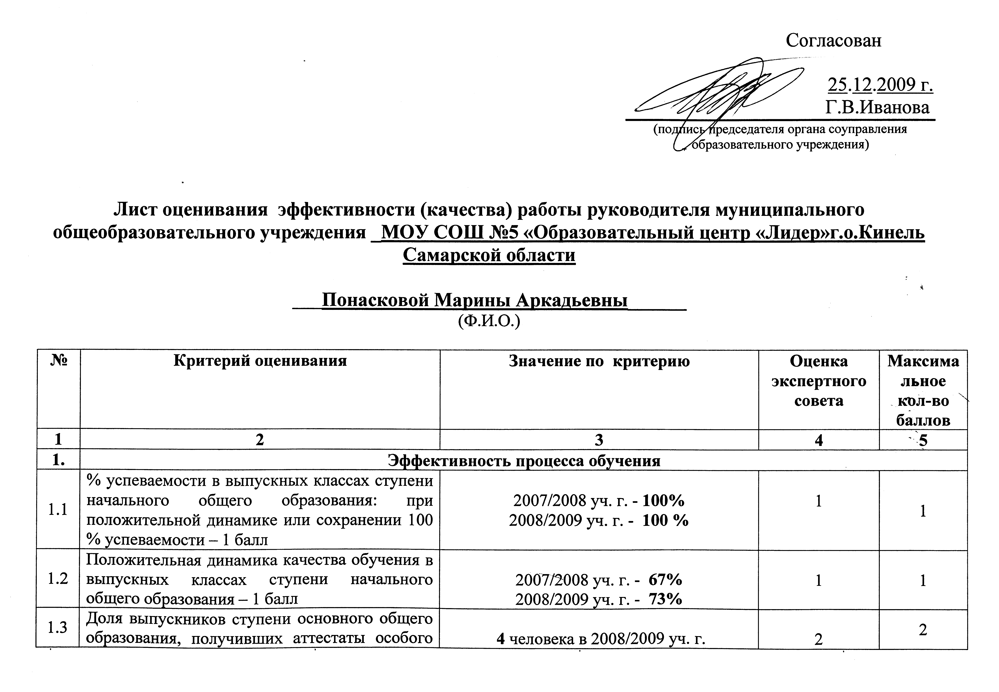 Согласован
25.12.2009 г.
Г.В.Иванова
(подпись председателя органа соуправления
образовательного учреждения)
Лист оценивания эффективности (качества) работы руководителя муниципального
общеобразовательного учреждения МОУ СОШ №5 «Образовательный центр «Лидер»г.о.Кинель
Самарской области
Понасковой Марины Аркадьевны
(Ф.И.О.)
№
Критерий оценивания
Значение по критерию
Оценка
экспертного
совета
Максима
льное
кол-во
баллов
1
2
3
4
5
1.
Эффективность процесса обучения
1.1
% успеваемости в выпускных классах ступени
начального общего образования: при
положительной динамике или сохранении 100
% успеваемости – 1 балл
2007/2008 уч. г. - 100%
2008/2009 уч. г. - 100 %
1
1
1.2
Положительная динамика качества обучения в
выпускных классах ступени начального
общего образования – 1 балл
2007/2008 уч. г. - 67%
2008/2009 уч. г. - 73%
1
1
1.3
Доля выпускников ступени основного общего
образования, получивших аттестаты особого
4 человека в 2008/2009 уч. г.
2
2